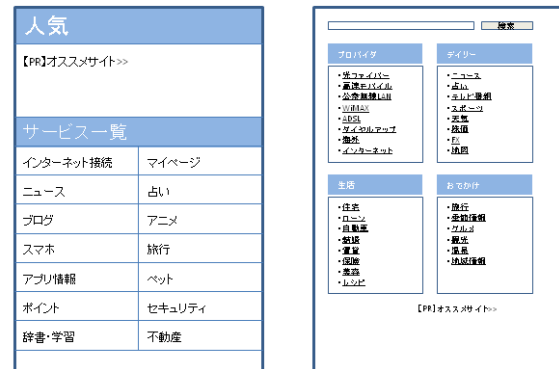 人気
【PR】オススメサイト>>
サービス一覧
インターネット接続 マイページ
ニュース 占い
ブログ アニメ
スマホ 旅行
アプリ情報 ペット
ポイント セキュリティ
辞書・学習 不動産
検索
プロバイダ
・光ファイバー
・高速モバイル
・公衆無線LAN
・WiMAX
・ADSL
・ダイヤルアップ
・海外
・インターネット
デイリー
・ニュース
・占い
・テレビ番組
・スポーツ
・天気
・株価
・FX
・地図
生活
・住宅
・ローン
・自動車
・結婚
・賃貸
・保険
・美容
・レシピ
おでかけ
・旅行
・季節情報
・グルメ
・観光
・温泉
・地域情報
【PR】オススメサイト>>